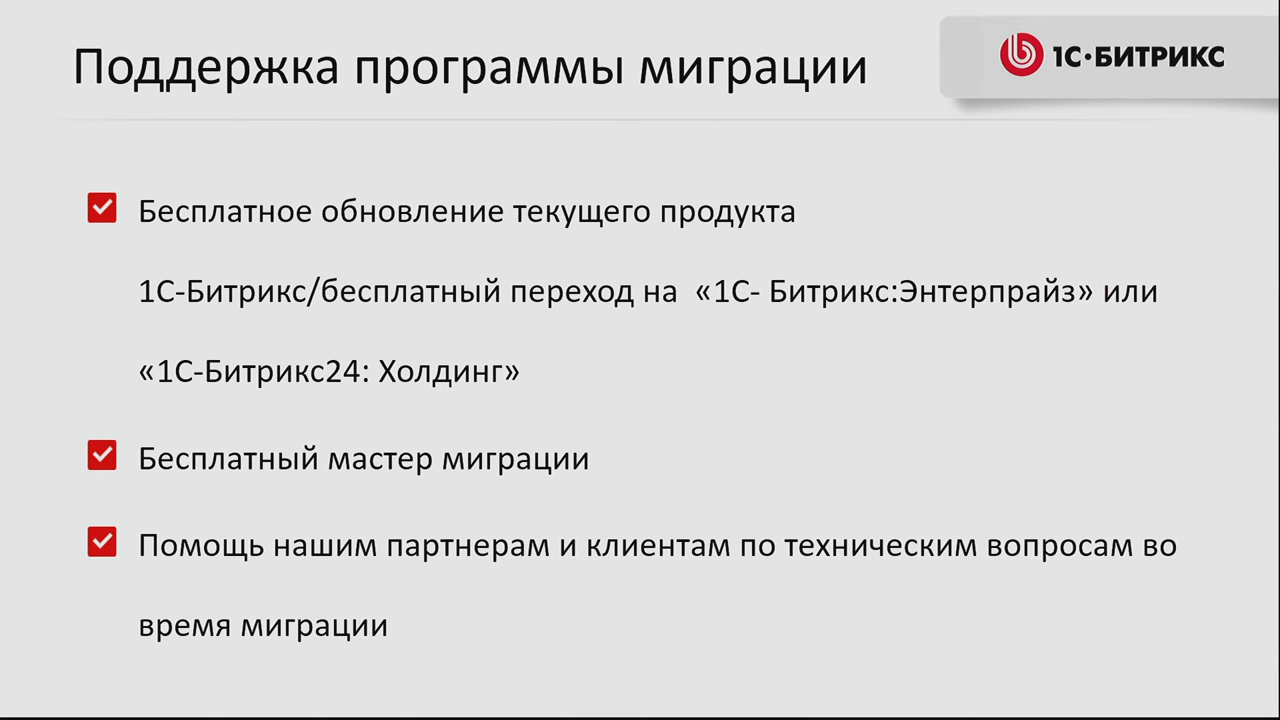 Поддержка программы миграции
1С·БИТРИКС
Бесплатное обновление текущего продукта
1С-Битрикс/бесплатный переход на «1С- Битрикс:Энтерпрайз» или
«1С-Битрикс24: Холдинг»
Бесплатный мастер миграции
Помощь нашим партнерам и клиентам по техническим вопросам во
время миграции